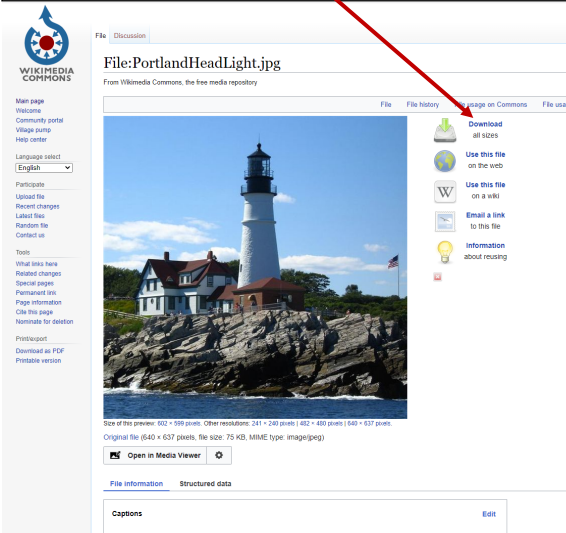 WIKIMEDIA
COMMONS
Main page
Welcome
Community portal
Village pump
Help center
Language select
English
Participate
Upload file
Recent changes
Latest files
Random file
Contact us
Tools
What links here
Related changes
Special pages
Permanent link
Page information
Cite this page
Nominate for deletion
Print/export
Download as PDF
Printable version
File Discussion
File:PortlandHeadLight.jpg
From Wikimedia Commons, the free media repository
File File history File usage on Commons File usa
Download
all sizes
Use this file
on the web
Use this file
on a wiki
Email a link
to this file
Information
about reusing
Size of this preview: 602 × 599 pixels. Other resolutions: 241 × 240 pixels | 482 × 480 pixels | 640 × 637 pixels.
Original file (640 × 637 pixels, file size: 75 KB, MIME type: image/jpeg)
Open in Media Viewer
File information Structured data
Captions Edit